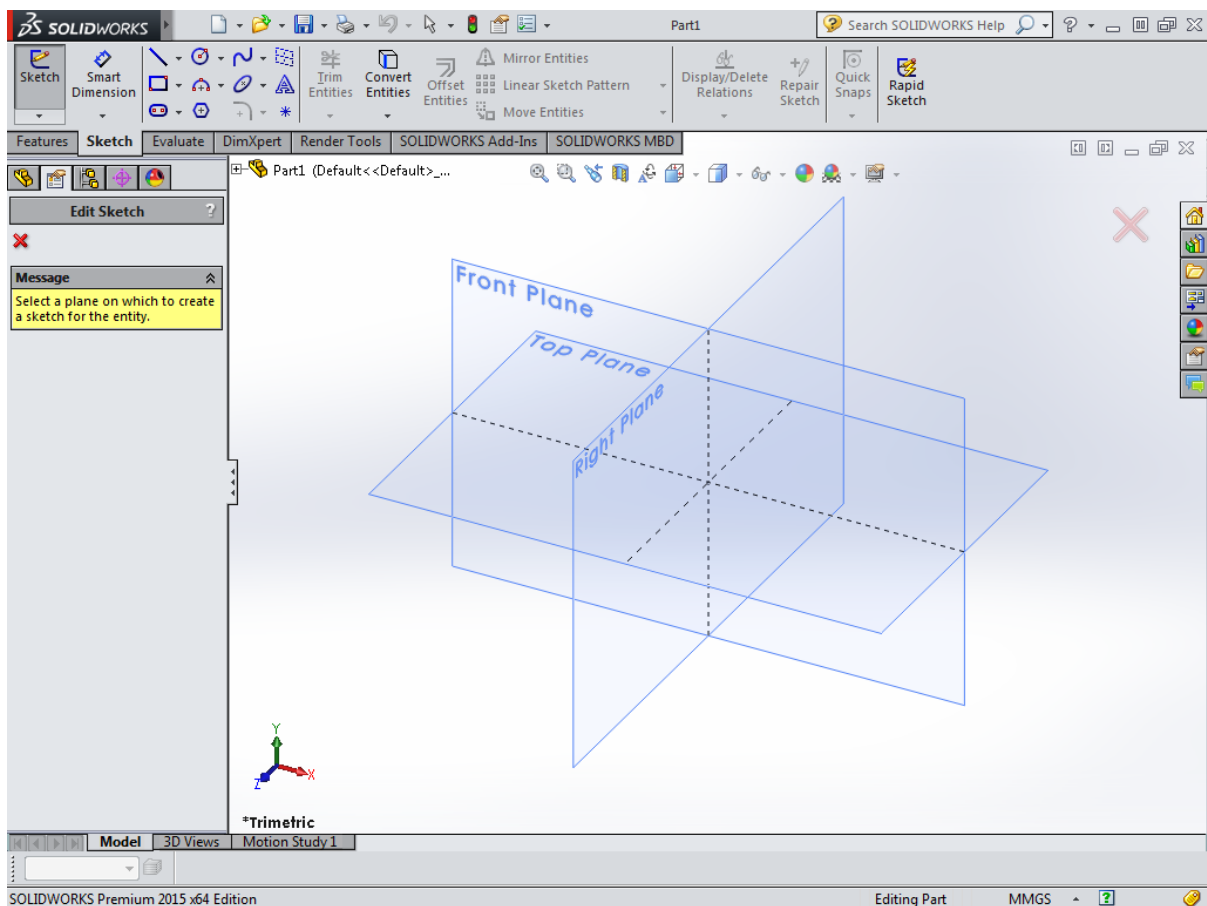 SOLIDWORKS
Part1
Search SOLIDWORKS Help
?
Sketch
Smart
Dimension
Trim
Entities
Convert
Entities
Offset
Entities
Mirror Entities
Linear Sketch Pattern
Move Entities
Display/Delete
Relations
Repair
Sketch
Quick
Snaps
Rapid
Sketch
Features
Sketch
Evaluate
DimXpert
Render Tools
SOLIDWORKS Add-Ins
SOLIDWORKS MBD
Part1 (Default<<Default>_...
Edit Sketch
?
Message
Select a plane on which to create
a sketch for the entity.
Front Plane
Top Plane
Right Plane
Y
X
Z
*Trimetric
Model
3D Views
Motion Study 1
SOLIDWORKS Premium 2015 x64 Edition
Editing Part
MMGS
?